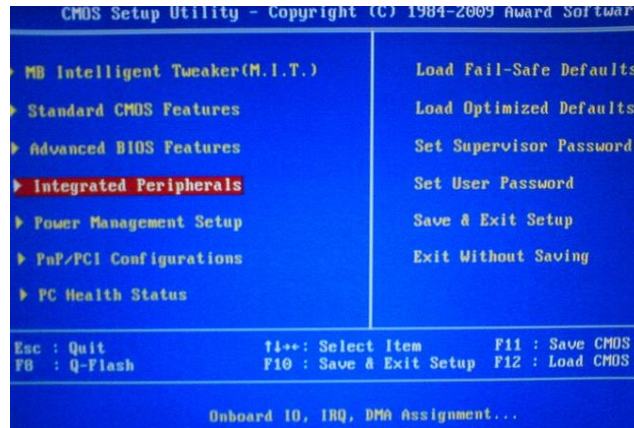 CMOS Setup Utility - Copyright (C) 1984-2009 Award Softwar
MB Intelligent Tweaker(M.I.T.)
Standard CMOS Features
Advanced BIOS Features
Integrated Peripherals
Power Management Setup
PnP/PCI Configurations
PC Health Status
Load Fail-Safe Defaults
Load Optimized Defaults
Set Supervisor Password
Set User Password
Save & Exit Setup
Exit Without Saving
Esc : Quit ↑↓→←: Select Item F11 : Save CMOS
F8 : Q-Flash F10 : Save & Exit Setup F12 : Load CMOS
Onboard IO, IRQ, DMA Assignment...